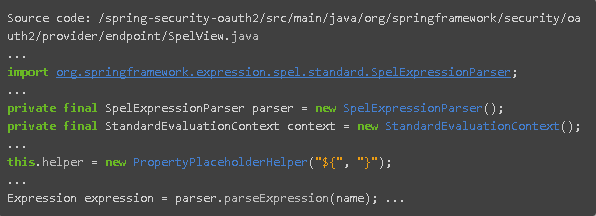 Source code: /spring-security-oauth2/src/main/java/org/springframework/security/oa
uth2/provider/endpoint/SpelView.java
...
import org.springframework.expression.spel.standard.SpelExpressionParser;
...
private final SpelExpressionParser parser = new SpelExpressionParser();
private final StandardEvaluationContext context = new StandardEvaluationContext();
...
this.helper = new PropertyPlaceholderHelper("${", "}");
...
Expression expression = parser.parseExpression(name); ...